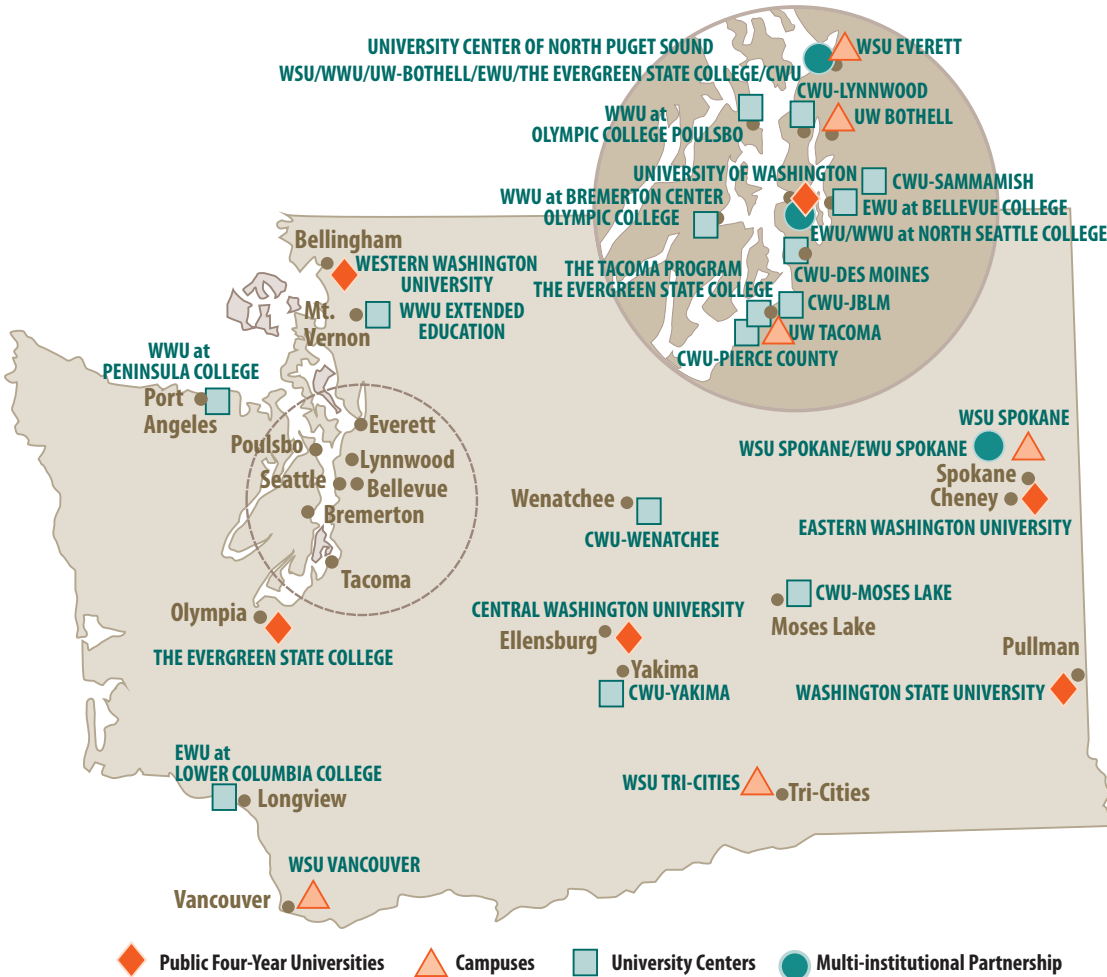 UNIVERSITY CENTER OF NORTH PUGET SOUND
WSU/WWU/UW-BOTHELL/EWU/THE EVERGREEN STATE COLLEGE/CWU
WSU EVERETT
CWU-LYNNWOOD
WWU at
OLYMPIC COLLEGE POULSBO
UW BOTHELL
UNIVERSITY OF WASHINGTON
CWU-SAMMAMISH
WWU at BREMERTON CENTER
OLYMPIC COLLEGE
EWU at BELLEVUE COLLEGE
EWU/WWU at NORTH SEATTLE COLLEGE
CWU-DES MOINES
THE TACOMA PROGRAM
THE EVERGREEN STATE COLLEGE
CWU-JBLM
UW TACOMA
CWU-PIERCE COUNTY
Bellingham
WESTERN WASHINGTON
UNIVERSITY
Mt.
Vernon
WWU EXTENDED
EDUCATION
WWU at
PENINSULA COLLEGE
Port
Angeles
Everett
Poulsbo
Lynnwood
Seattle
Bellevue
Bremerton
Tacoma
Olympia
THE EVERGREEN STATE COLLEGE
WSU SPOKANE
WSU SPOKANE/EWU SPOKANE
Spokane
Cheney
EASTERN WASHINGTON UNIVERSITY
Wenatchee
CWU-WENATCHEE
CWU-MOSES LAKE
Moses Lake
CENTRAL WASHINGTON UNIVERSITY
Ellensburg
Yakima
CWU-YAKIMA
Pullman
WASHINGTON STATE UNIVERSITY
EWU at
LOWER COLUMBIA COLLEGE
Longview
WSU TRI-CITIES
Tri-Cities
WSU VANCOUVER
Vancouver
Public Four-Year Universities
Campuses
University Centers
Multi-institutional Partnership